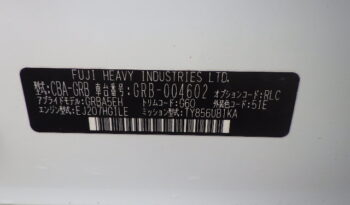 FUJI HEAVY INDUSTRIES LTD.
型式 CBA-GRB 車台番号 GRB-004602 オプションコード:RLC
アプライドモデル:GRBA5EH トリムコード:G60 外装色コード:51E
エンジン型式:EJ207HG1LE ミッション型式:TY856UB1KA